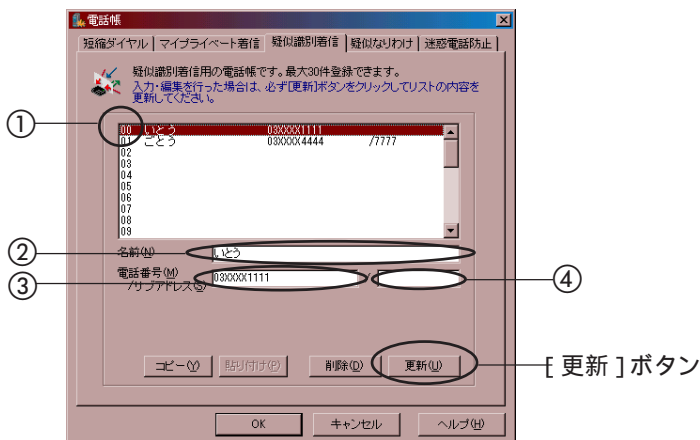 電話帳
短縮ダイヤル マイプライベート着信 疑似識別着信 疑似なりわけ 迷惑電話防止
疑似識別着信用の電話帳です。最大30件登録できます。
入力・編集を行った場合は、必ず[更新]ボタンをクリックしてリストの内容を
更新してください。
①
00 いとう 03XXXX1111
01 ごとう 03XXXX4444 /7777
02
03
04
05
06
07
08
09
② 名前(N) いとう
電話番号(M)
③ /サブアドレス(S) 03XXXX1111 / ④
コピー(Y) 貼り付け(P) 削除(D) 更新(U) [ 更新 ]ボタン
OK キャンセル ヘルプ(H)